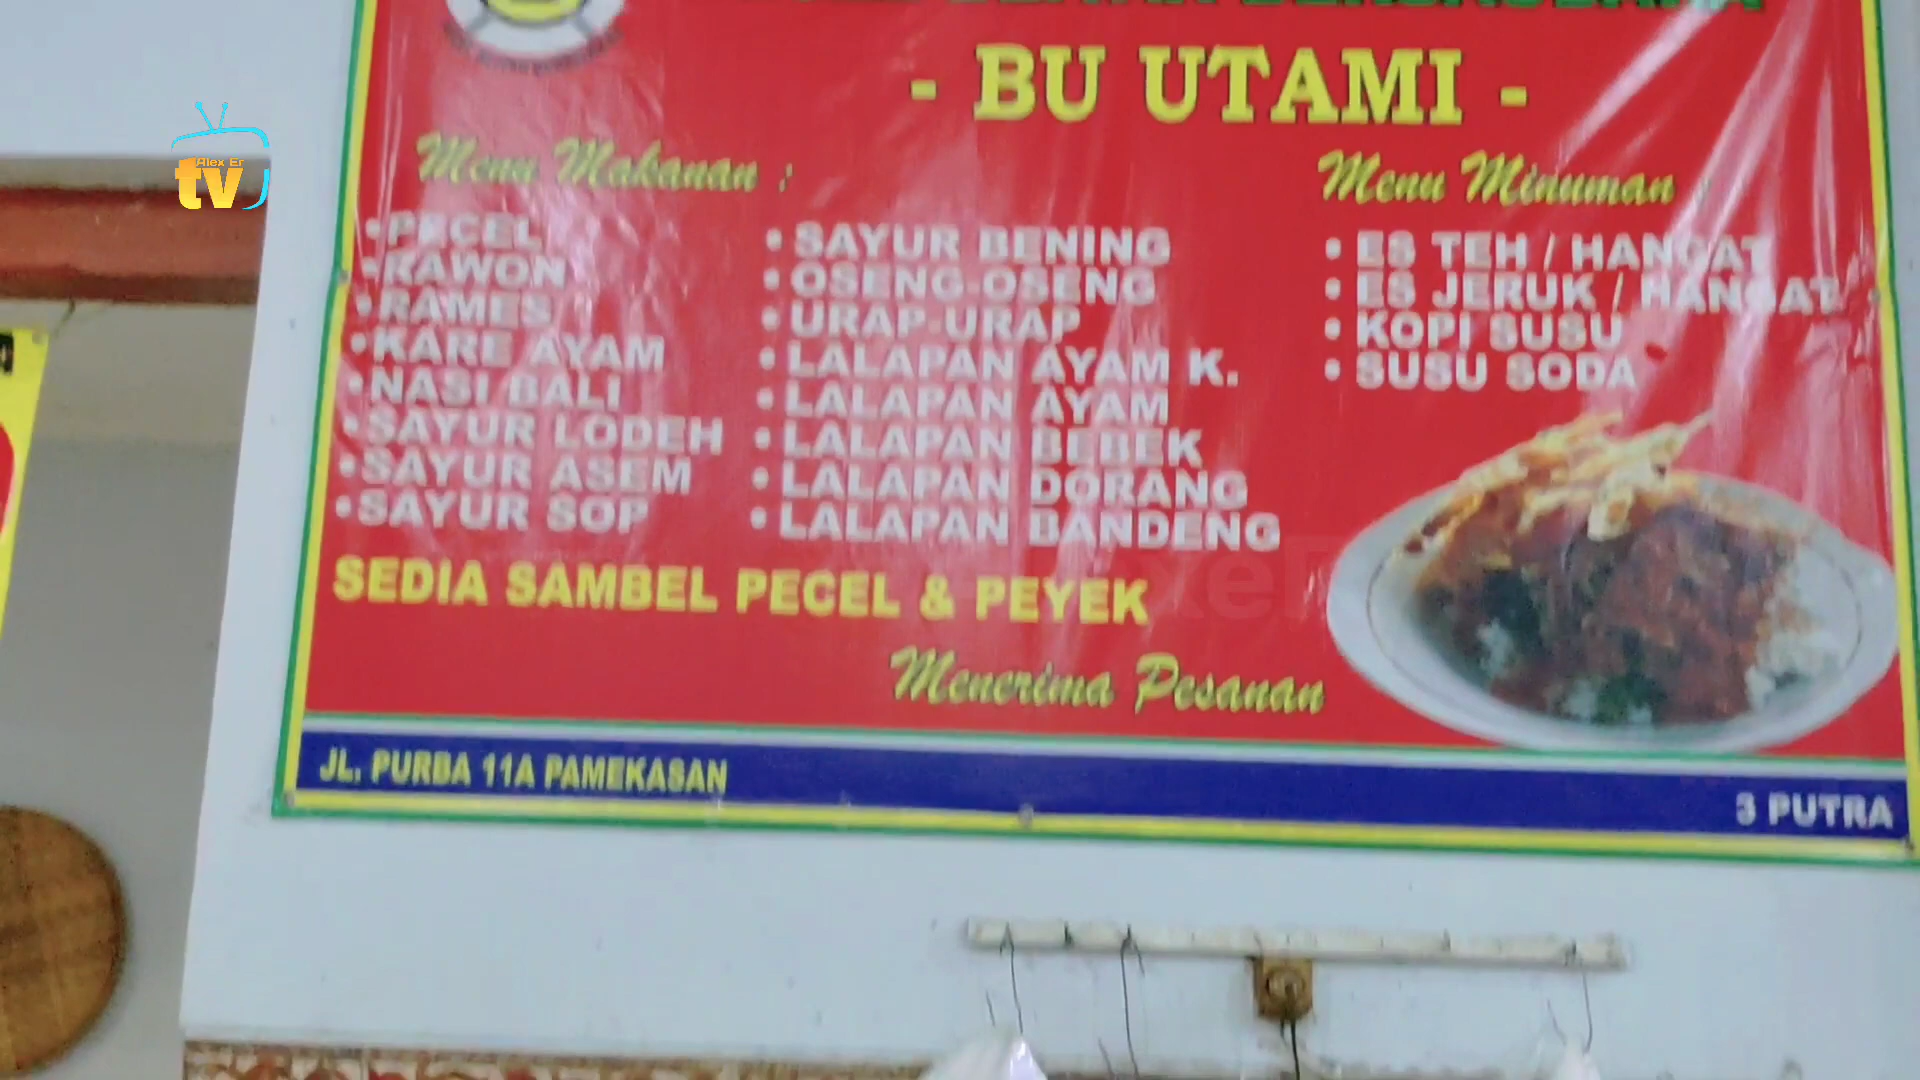 - BU UTAMI -
Alex Er
tv
Menu Makanan :
• PECEL
• RAWON
• RAMES
• KARE AYAM
• NASI BALI
• SAYUR LODEH
• SAYUR ASEM
• SAYUR SOP
• SAYUR BENING
• OSENG-OSENG
• URAP-URAP
• LALAPAN AYAM K.
• LALAPAN AYAM
• LALAPAN BEBEK
• LALAPAN DORANG
• LALAPAN BANDENG
Menu Minuman :
• ES TEH / HANGAT
• ES JERUK / HANGAT
• KOPI SUSU
• SUSU SODA
SEDIA SAMBEL PECEL & PEYEK
Menerima Pesanan
JL. PURBA 11A PAMEKASAN
3 PUTRA